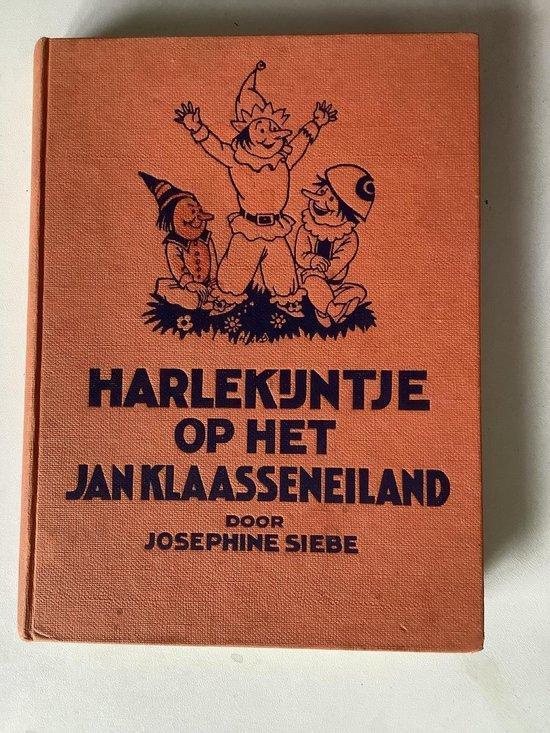 HARLEKIJNTJE
OP HET
JAN KLAASSENEILAND
DOOR
JOSEPHINE SIEBE